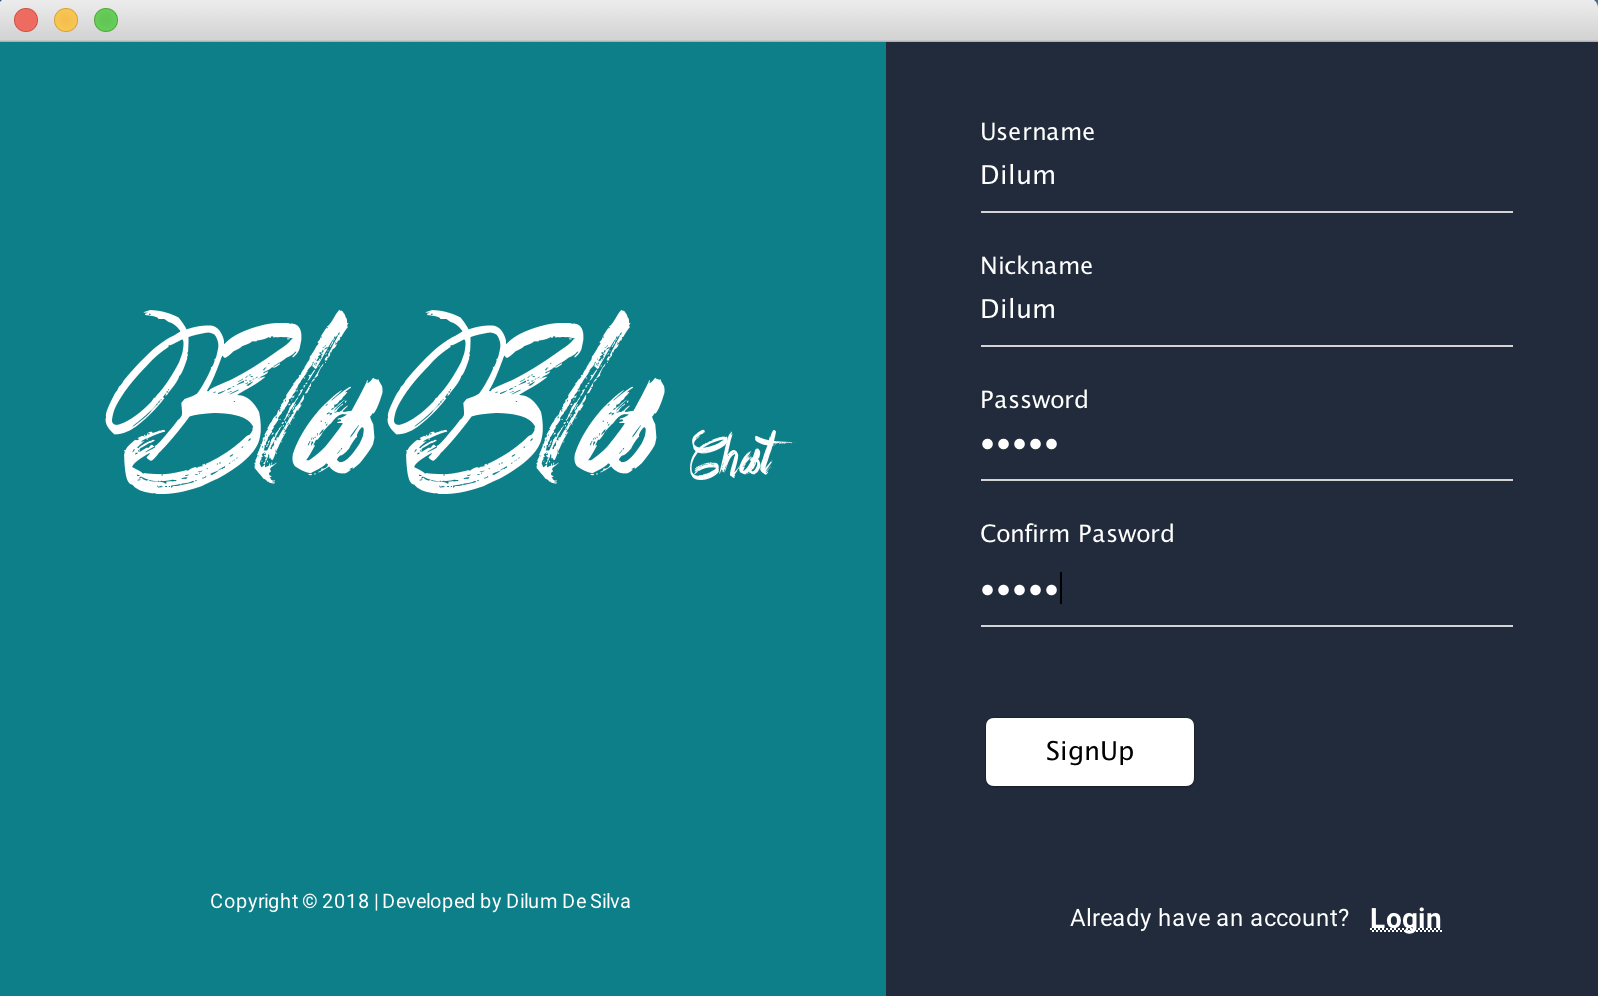 BlaBla Chat
Copyright © 2018 | Developed by Dilum De Silva
Username
Dilum
Nickname
Dilum
Password
•••••
Confirm Pasword
•••••
SignUp
Already have an account? Login